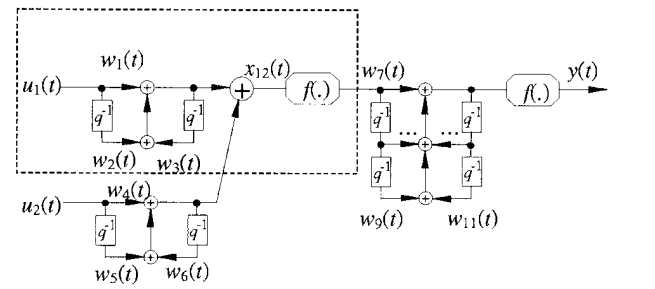 w₁(t)
x₁₂(t)
u₁(t)
f(.)
w₇(t)
f(.)
y(t)
+
+
+
q⁻¹
q⁻¹
q⁻¹
... ...
q⁻¹
+
+
w₂(t)
w₃(t)
w₄(t)
q⁻¹
q⁻¹
u₂(t)
+
+
q⁻¹
q⁻¹
w₉(t)
w₁₁(t)
+
w₅(t)
w₆(t)